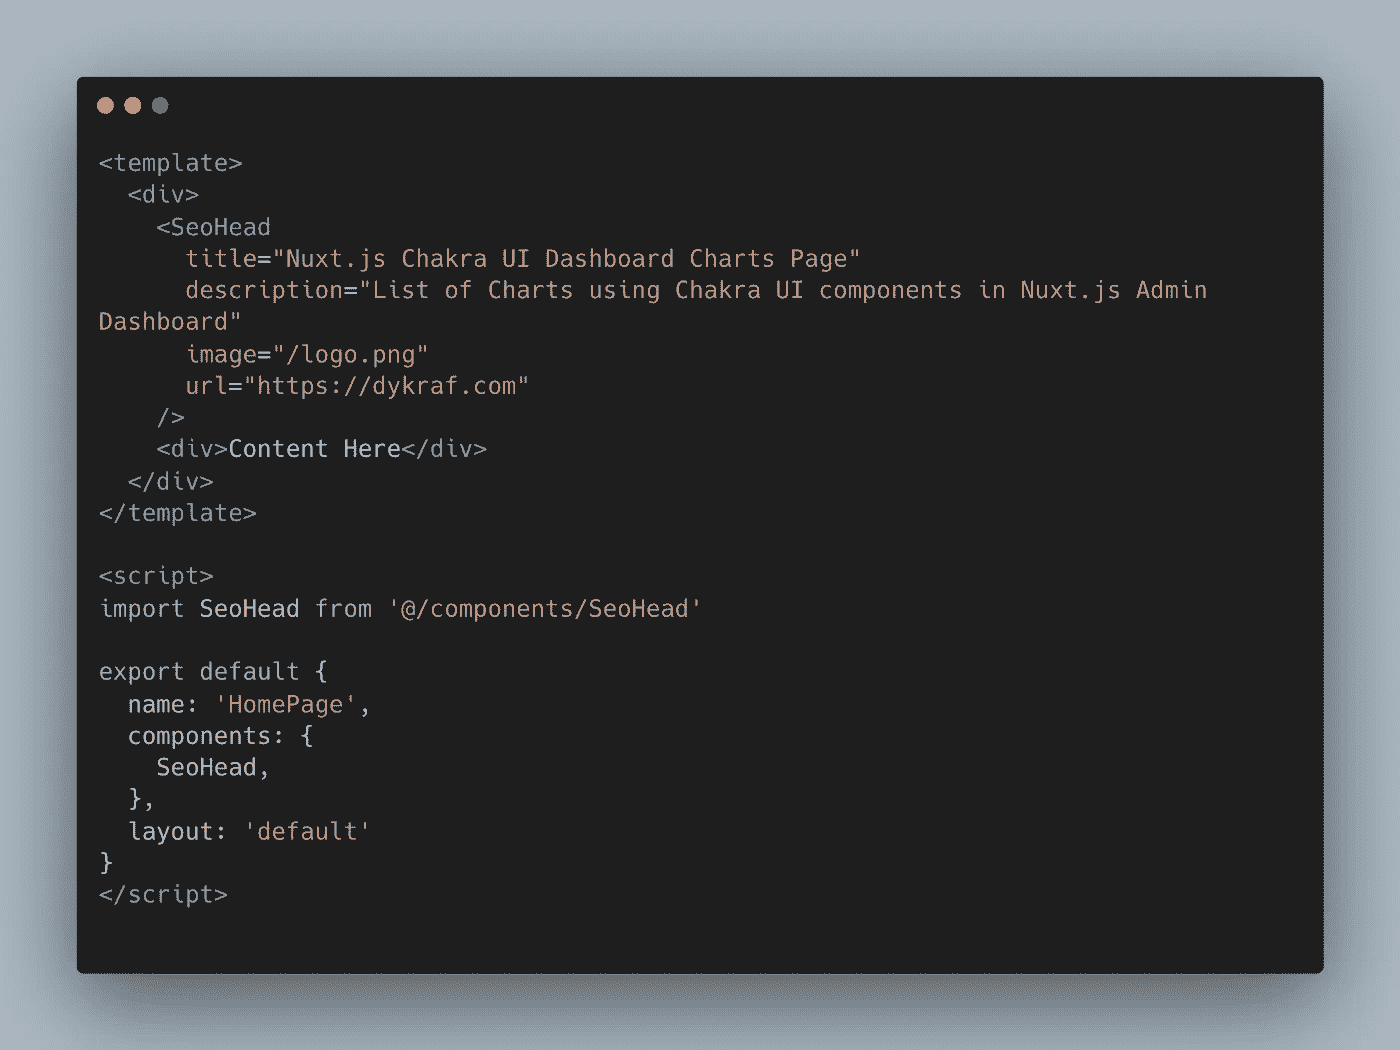 <template>
  <div>
    <SeoHead
      title="Nuxt.js Chakra UI Dashboard Charts Page"
      description="List of Charts using Chakra UI components in Nuxt.js Admin
Dashboard"
      image="/logo.png"
      url="https://dykraf.com"
    />
    <div>Content Here</div>
  </div>
</template>

<script>
import SeoHead from '@/components/SeoHead'

export default {
  name: 'HomePage',
  components: {
    SeoHead,
  },
  layout: 'default'
}
</script>